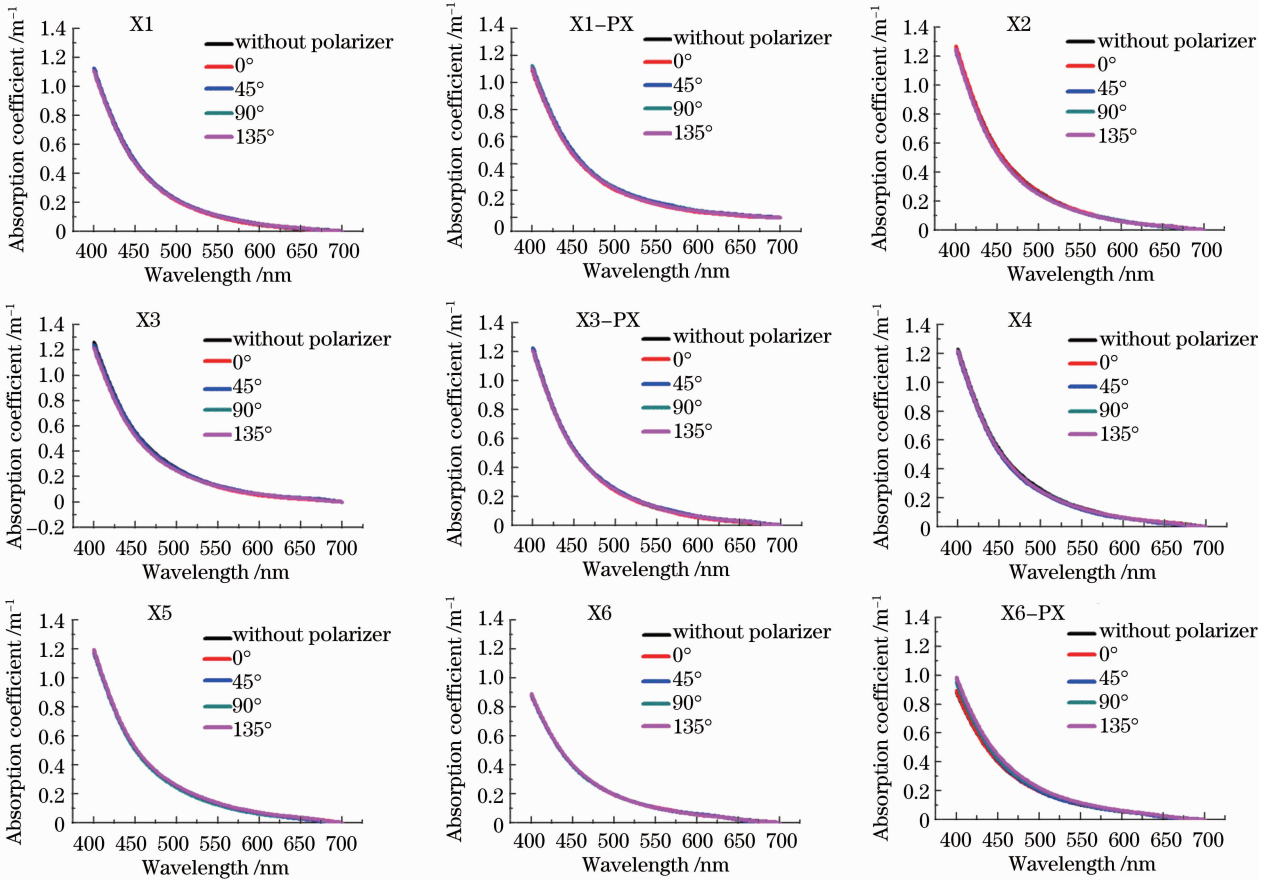 X1
Absorption coefficient /m⁻¹
1.4
1.2
1.0
0.8
0.6
0.4
0.2
0
without polarizer
0°
45°
90°
135°
400 450 500 550 600 650 700
Wavelength /nm
X1-PX
Absorption coefficient /m⁻¹
1.4
1.2
1.0
0.8
0.6
0.4
0.2
0
without polarizer
0°
45°
90°
135°
400 450 500 550 600 650 700
Wavelength /nm
X2
Absorption coefficient /m⁻¹
1.4
1.2
1.0
0.8
0.6
0.4
0.2
0
without polarizer
0°
45°
90°
135°
400 450 500 550 600 650 700
Wavelength /nm
X3
Absorption coefficient /m⁻¹
1.4
1.2
1.0
0.8
0.6
0.4
0.2
0
-0.2
without polarizer
0°
45°
90°
135°
400 450 500 550 600 650 700
Wavelength /nm
X3-PX
Absorption coefficient /m⁻¹
1.4
1.2
1.0
0.8
0.6
0.4
0.2
0
without polarizer
0°
45°
90°
135°
400 450 500 550 600 650 700
Wavelength /nm
X4
Absorption coefficient /m⁻¹
1.4
1.2
1.0
0.8
0.6
0.4
0.2
0
without polarizer
0°
45°
90°
135°
400 450 500 550 600 650 700
Wavelength /nm
X5
Absorption coefficient /m⁻¹
1.4
1.2
1.0
0.8
0.6
0.4
0.2
0
without polarizer
0°
45°
90°
135°
400 450 500 550 600 650 700
Wavelength /nm
X6
Absorption coefficient /m⁻¹
1.4
1.2
1.0
0.8
0.6
0.4
0.2
0
without polarizer
0°
45°
90°
135°
400 450 500 550 600 650 700
Wavelength /nm
X6-PX
Absorption coefficient /m⁻¹
1.4
1.2
1.0
0.8
0.6
0.4
0.2
0
without polarizer
0°
45°
90°
135°
400 450 500 550 600 650 700
Wavelength /nm